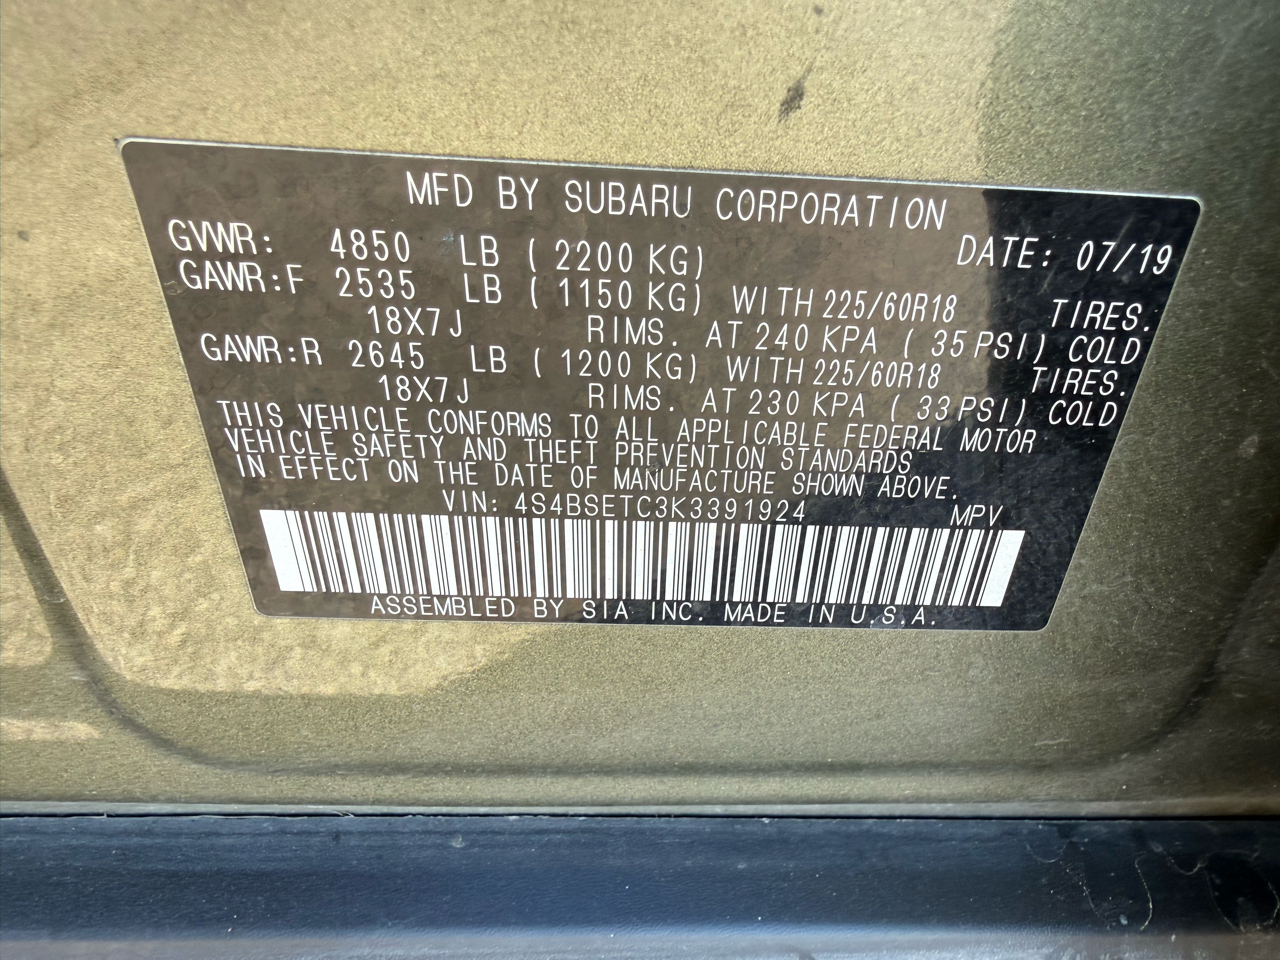 MFD BY SUBARU CORPORATION
GVWR: 4850 LB ( 2200 KG) DATE: 07/19
GAWR:F 2535 LB ( 1150 KG) WITH 225/60R18 TIRES.
18X7J RIMS. AT 240 KPA ( 35 PSI) COLD
GAWR:R 2645 LB ( 1200 KG) WITH 225/60R18 TIRES.
18X7J RIMS. AT 230 KPA ( 33 PSI) COLD
THIS VEHICLE CONFORMS TO ALL APPLICABLE FEDERAL MOTOR
VEHICLE SAFETY AND THEFT PREVENTION STANDARDS
IN EFFECT ON THE DATE OF MANUFACTURE SHOWN ABOVE.
VIN: 4S4BSETC3K3391924 MPV
ASSEMBLED BY SIA INC. MADE IN U.S.A.